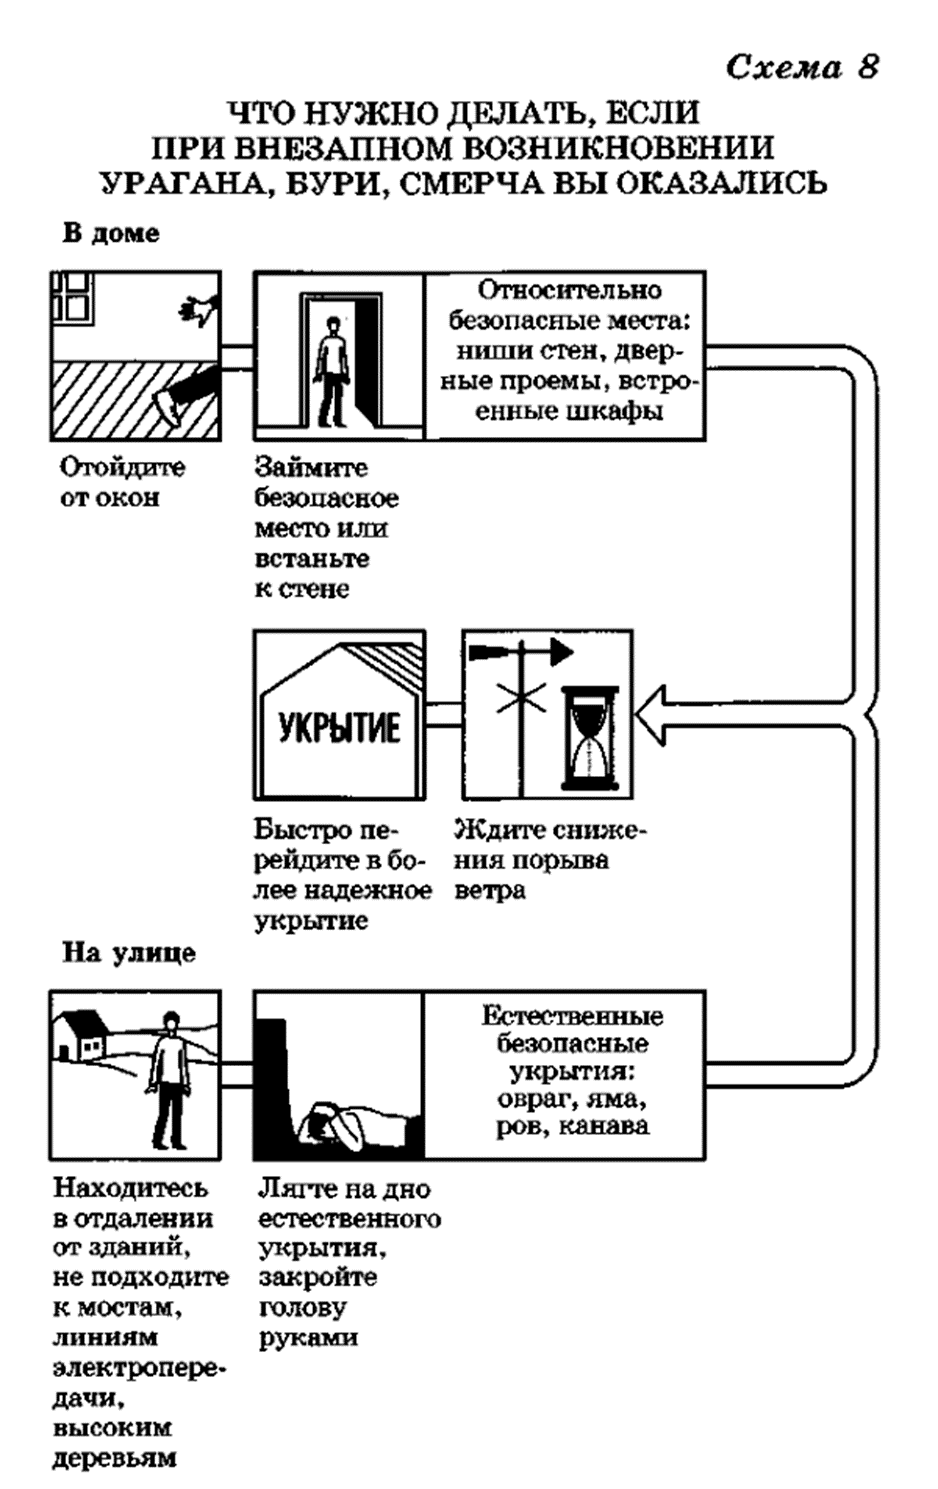 Схема 8
ЧТО НУЖНО ДЕЛАТЬ, ЕСЛИ
ПРИ ВНЕЗАПНОМ ВОЗНИКНОВЕНИИ
УРАГАНА, БУРИ, СМЕРЧА ВЫ ОКАЗАЛИСЬ
В доме
Относительно
безопасные места:
ниши стен, двер-
ные проемы, встро-
енные шкафы
Отойдите
от окон
Займите
безопасное
место или
встаньте
к стене
УКРЫТИЕ
Быстро пе-
рейдите в бо-
лее надежное
укрытие
Ждите сниже-
ния порыва
ветра
На улице
Естественные
безопасные
укрытия:
овраг, яма,
ров, канава
Находитесь
в отдалении
от зданий,
не подходите
к мостам,
линиям
электропере-
дачи,
высоким
деревьям
Лягте на дно
естественного
укрытия,
закройте
голову
руками